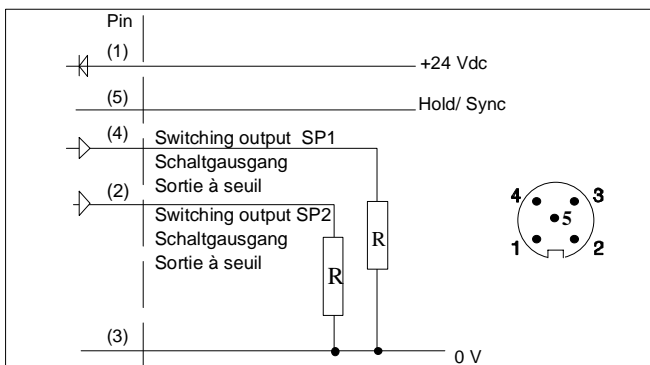 Pin
(1)
+24 Vdc
(5)
Hold/ Sync
(4)
Switching output SP1
Schaltgausgang
Sortie à seuil
(2)
Switching output SP2
Schaltgausgang
Sortie à seuil
R
R
(3)
0 V
4
3
5
1
2